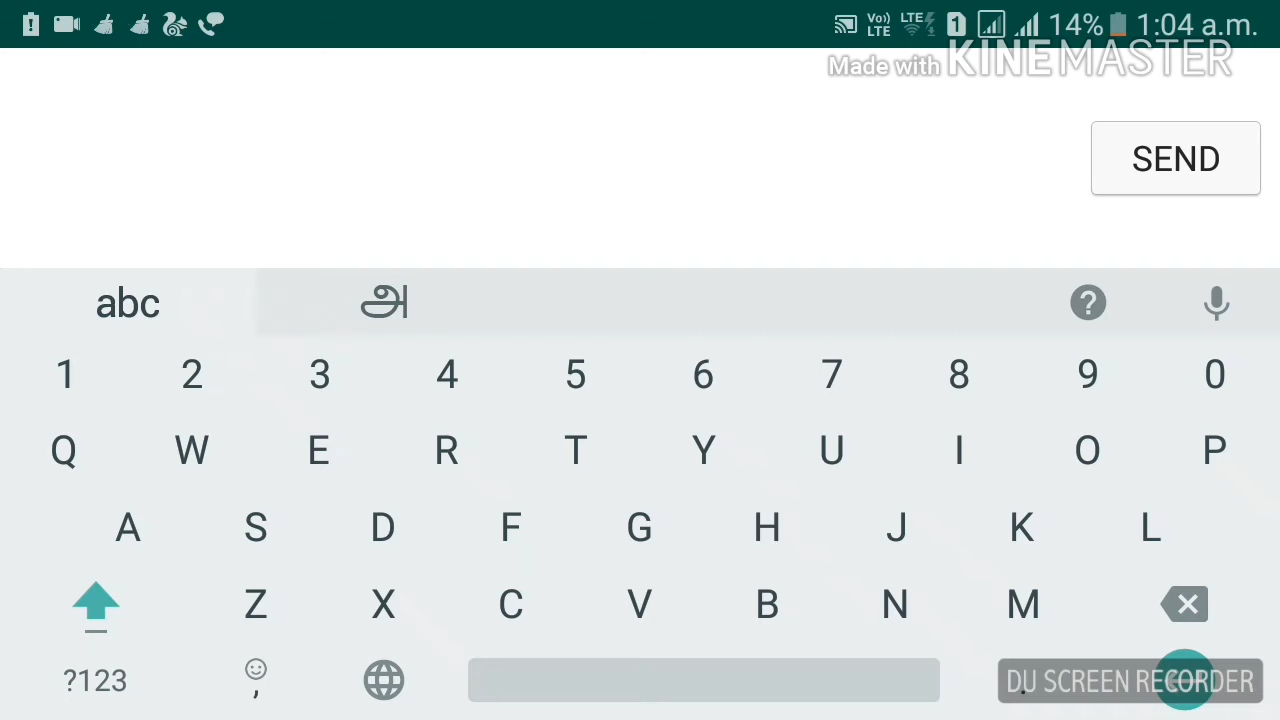 Vo)) LTE LTE 1 14% 1:04 a.m.
Made with KINEMASTER
SEND
abc அ ?
1 2 3 4 5 6 7 8 9 0
Q W E R T Y U I O P
A S D F G H J K L
Z X C V B N M
?123 , . DU SCREEN RECORDER